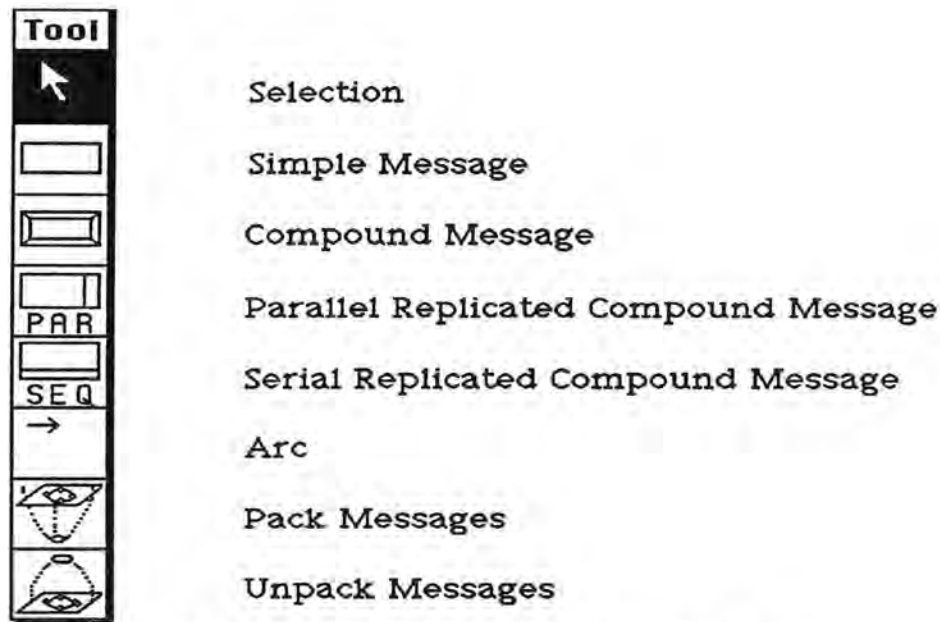 Tool
Selection
Simple Message
Compound Message
PAR
Parallel Replicated Compound Message
SEQ
Serial Replicated Compound Message
Arc
Pack Messages
Unpack Messages